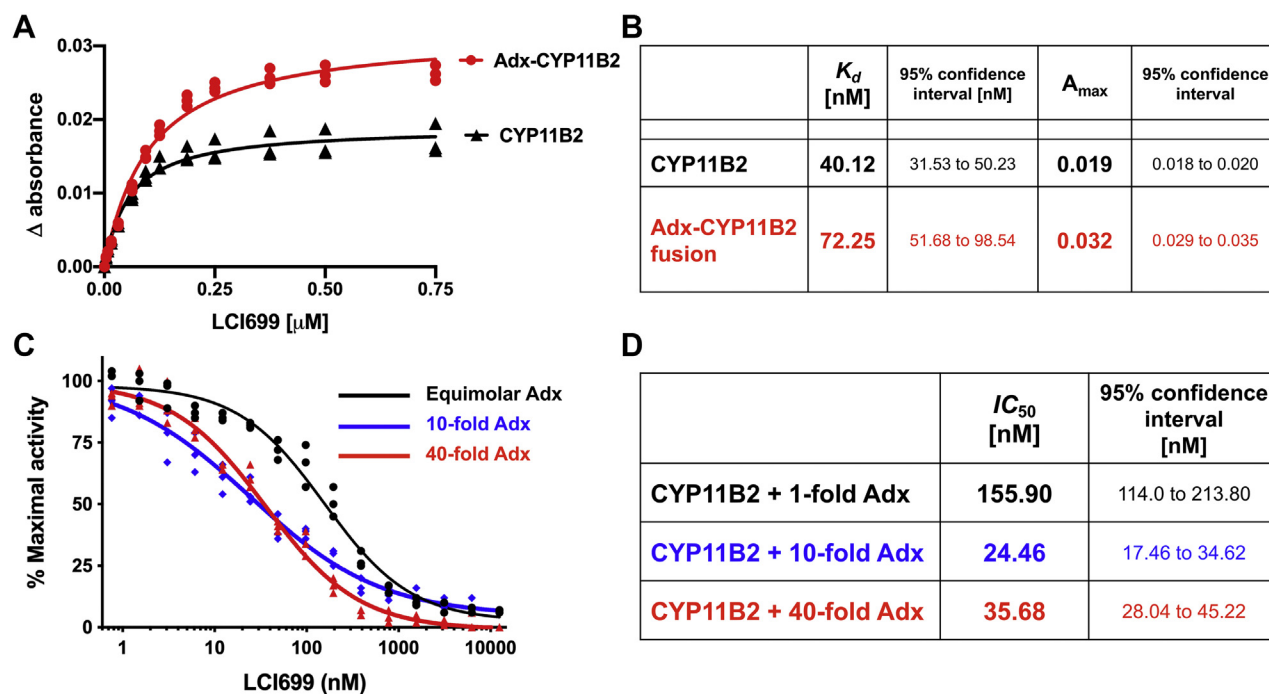 A
0.03
0.02
0.01
0.00
Δ absorbance
0.00 0.25 0.50 0.75
LCI699 [μM]
Adx-CYP11B2
CYP11B2
B
Kd
[nM]
95% confidence
interval [nM]
Amax
95% confidence
interval
CYP11B2 40.12 31.53 to 50.23 0.019 0.018 to 0.020
Adx-CYP11B2
fusion 72.25 51.68 to 98.54 0.032 0.029 to 0.035
C
100
75
50
25
0
% Maximal activity
1 10 100 1000 10000
LCI699 (nM)
Equimolar Adx
10-fold Adx
40-fold Adx
D
IC50
[nM]
95% confidence
interval
[nM]
CYP11B2 + 1-fold Adx 155.90 114.0 to 213.80
CYP11B2 + 10-fold Adx 24.46 17.46 to 34.62
CYP11B2 + 40-fold Adx 35.68 28.04 to 45.22